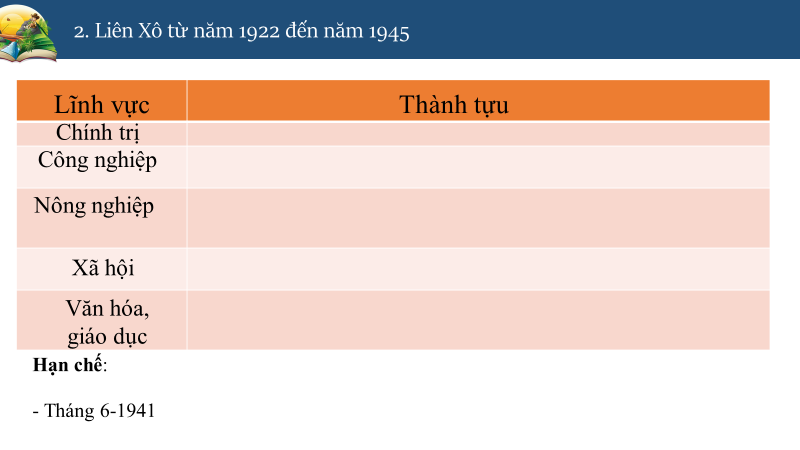 2. Liên Xô từ năm 1922 đến năm 1945
Lĩnh vực
Thành tựu
Chính trị
Công nghiệp
Nông nghiệp
Xã hội
Văn hóa,
giáo dục
Hạn chế:
- Tháng 6-1941